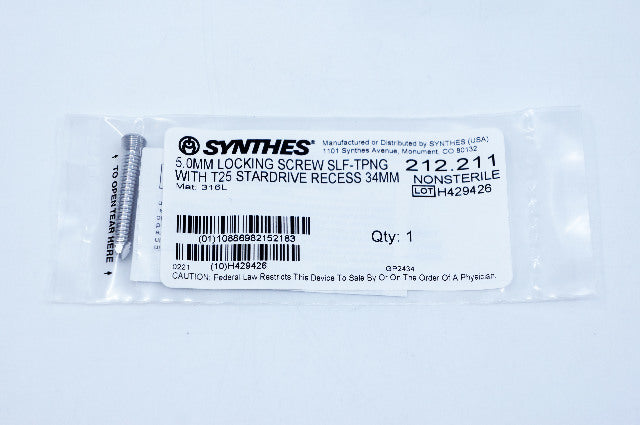 SYNTHES®
Manufactured or Distributed by SYNTHES (USA)
1101 Synthes Avenue, Monument, CO 80132
5.0MM LOCKING SCREW SLF-TPNG
WITH T25 STARDRIVE RECESS 34MM
Mat. 316L
212.211
NONSTERILE
LOT H429426
(01)10886982152183
Qty: 1
0221 (10)H429426
GP2434
CAUTION: Federal Law Restricts This Device To Sale By Or On The Order Of A Physician.
TO OPEN TEAR HERE